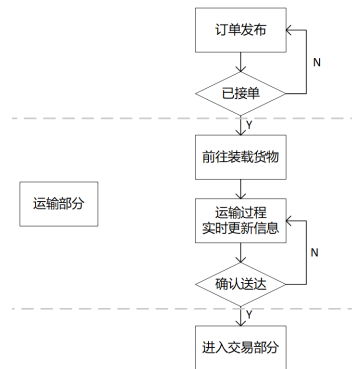 订单发布
N
已接单
Y
前往装载货物
运输部分
运输过程
实时更新信息
N
确认送达
Y
进入交易部分